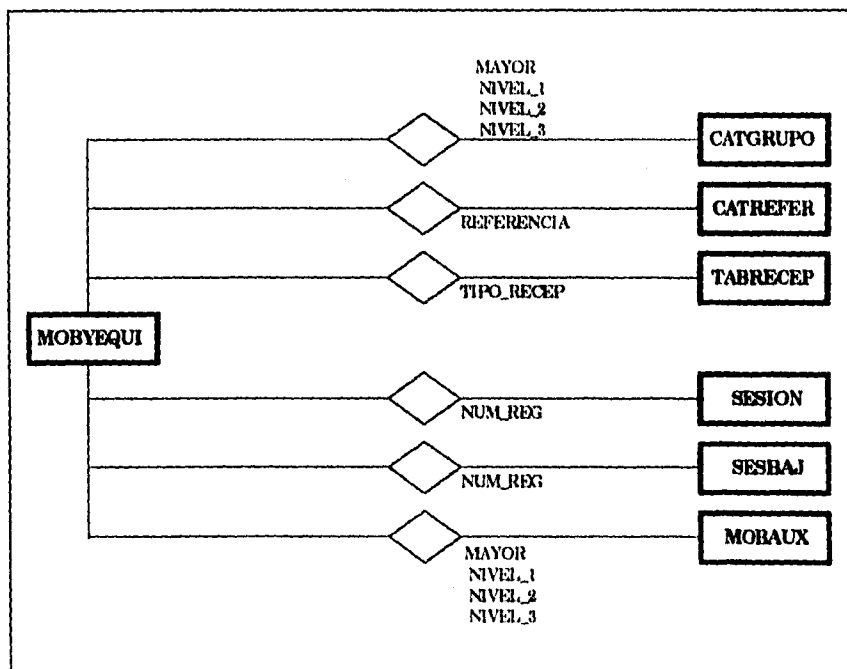 MAYOR
NIVEL_1
NIVEL_2
NIVEL_3
CATGRUPO
CATREFER
REFERENCIA
TABRECEP
TIPO_RECEP
MOBYEQUI
SESION
NUM_REG
SESBAJ
NUM_REG
MOBAUX
MAYOR
NIVEL_1
NIVEL_2
NIVEL_3